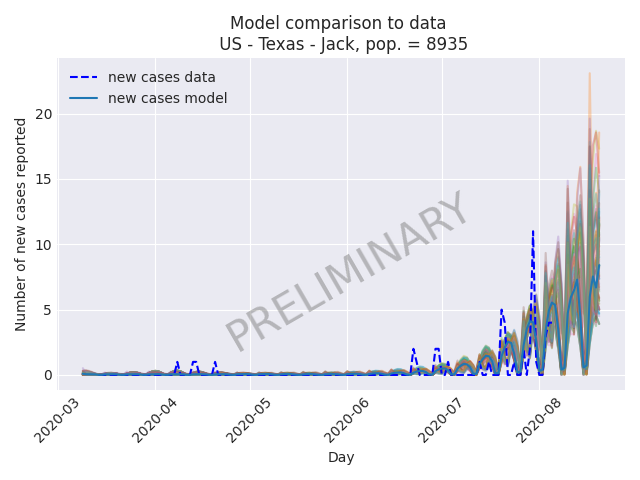 Model comparison to data
US - Texas - Jack, pop. = 8935
new cases data
new cases model
Number of new cases reported
20
15
10
5
0
PRELIMINARY
2020-03
2020-04
2020-05
2020-06
2020-07
2020-08
Day